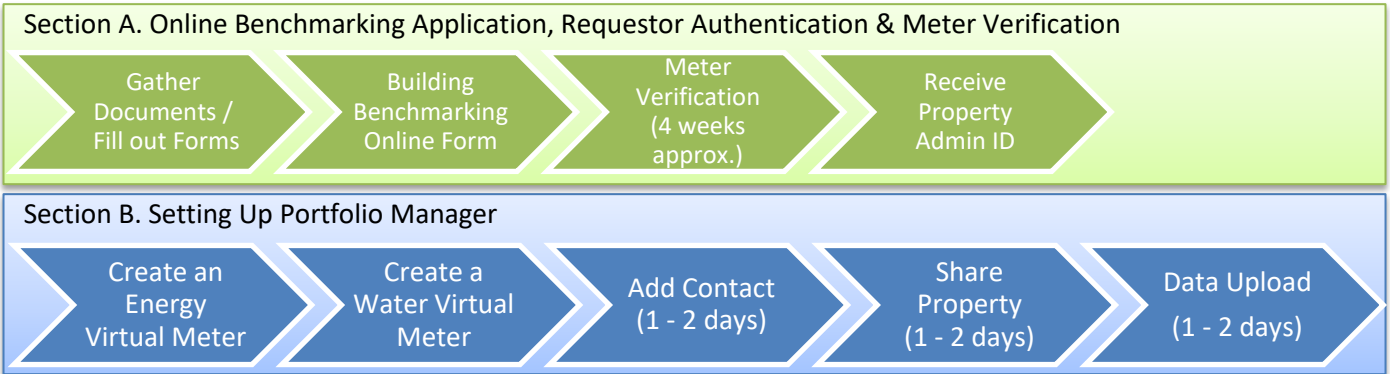 Section A. Online Benchmarking Application, Requestor Authentication & Meter Verification
Gather
Documents /
Fill out Forms
Building
Benchmarking
Online Form
Meter
Verification
(4 weeks
approx.)
Receive
Property
Admin ID
Section B. Setting Up Portfolio Manager
Create an
Energy
Virtual Meter
Create a
Water Virtual
Meter
Add Contact
(1 - 2 days)
Share
Property
(1 - 2 days)
Data Upload
(1 - 2 days)